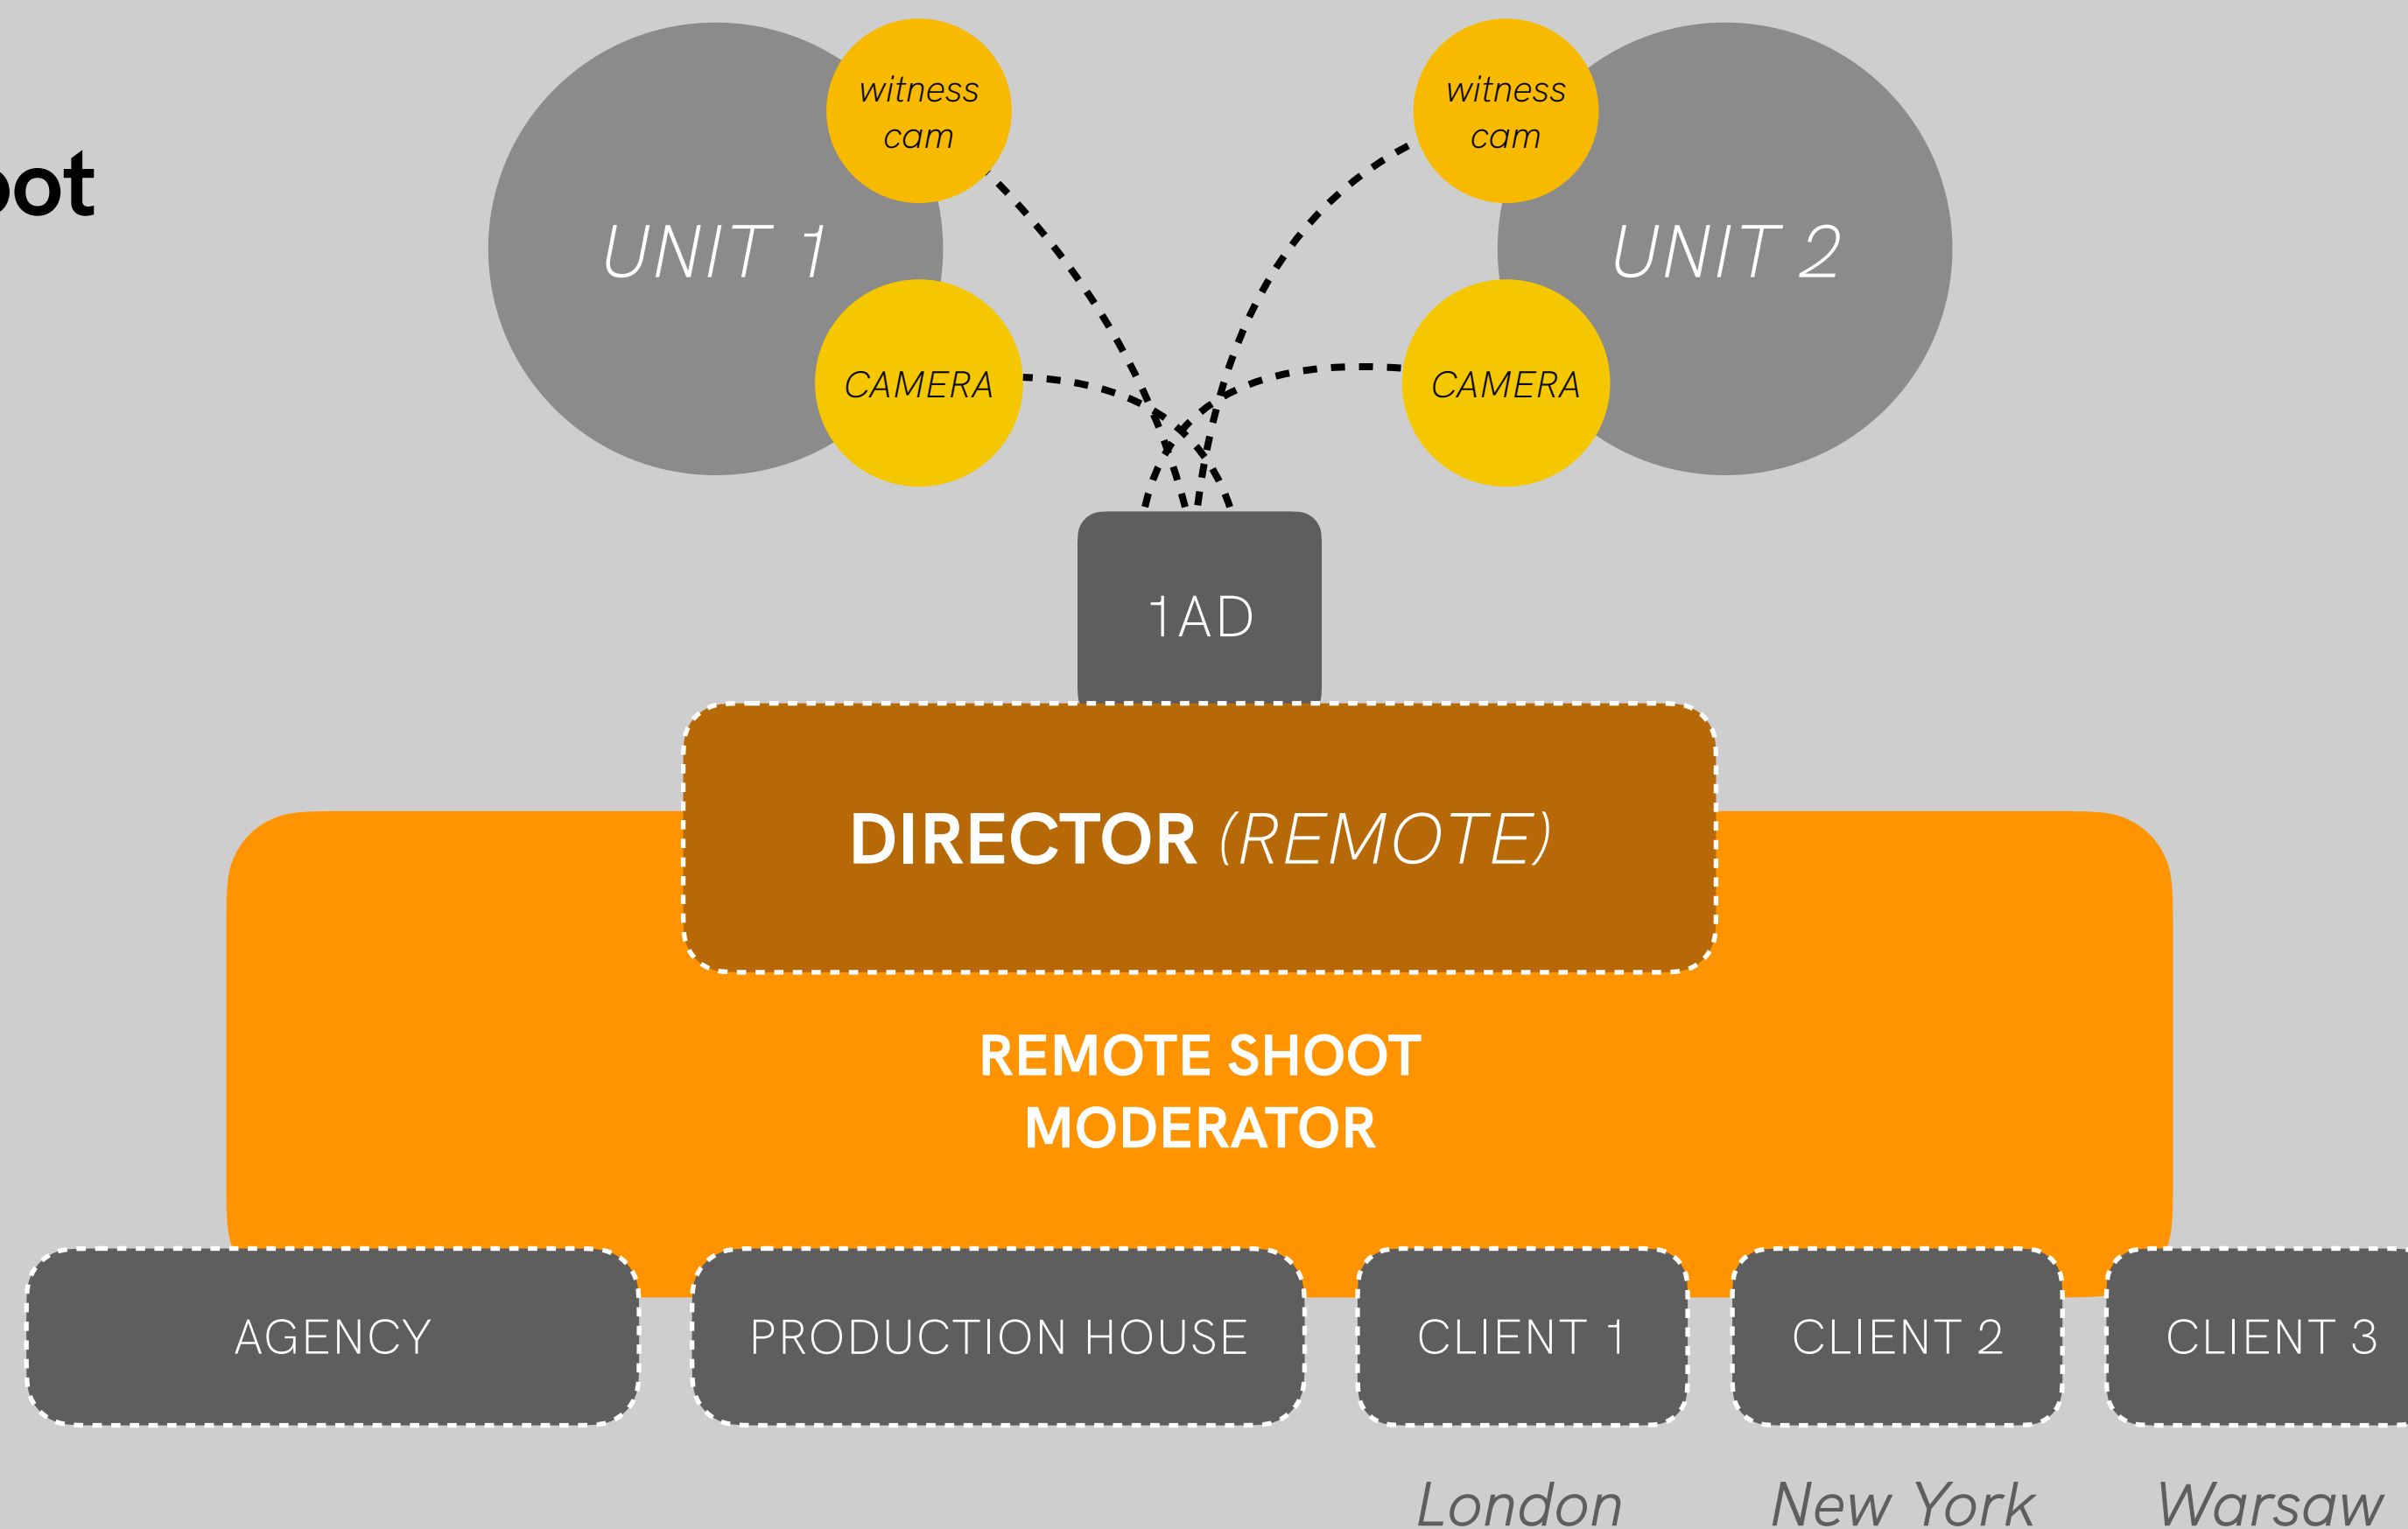 oot
witness
cam
witness
cam
UNIT 1
UNIT 2
CAMERA
CAMERA
1AD
DIRECTOR (REMOTE)
REMOTE SHOOT
MODERATOR
AGENCY
PRODUCTION HOUSE
CLIENT 1
CLIENT 2
CLIENT 3
London
New York
Warsaw